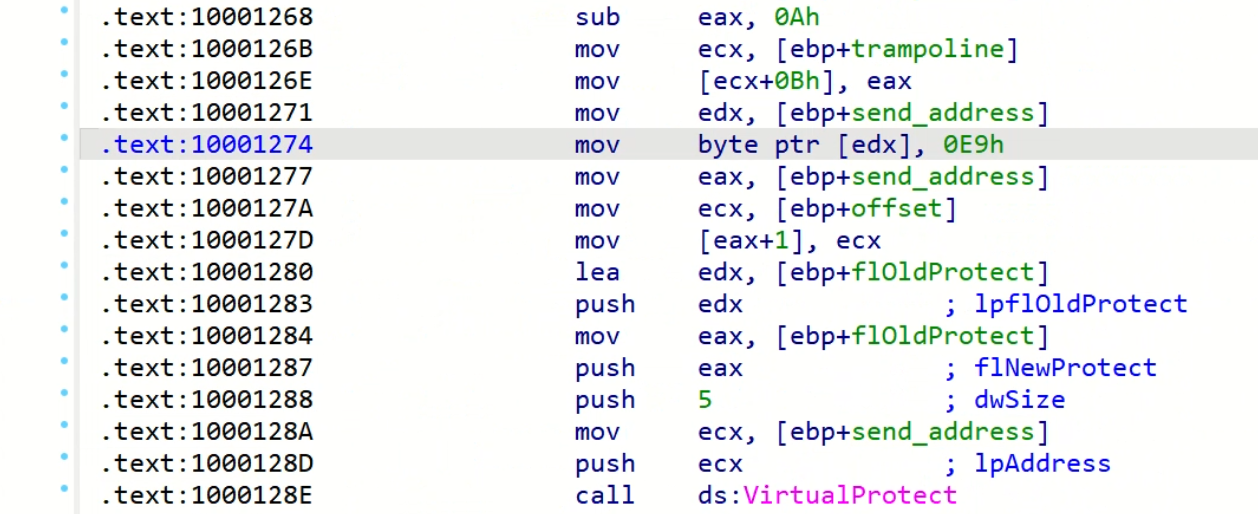 .text:10001268 sub eax, 0Ah
.text:1000126B mov ecx, [ebp+trampoline]
.text:1000126E mov [ecx+0Bh], eax
.text:10001271 mov edx, [ebp+send_address]
.text:10001274 mov byte ptr [edx], 0E9h
.text:10001277 mov eax, [ebp+send_address]
.text:1000127A mov ecx, [ebp+offset]
.text:1000127D mov [eax+1], ecx
.text:10001280 lea edx, [ebp+flOldProtect]
.text:10001283 push edx ; lpflOldProtect
.text:10001284 mov eax, [ebp+flOldProtect]
.text:10001287 push eax ; flNewProtect
.text:10001288 push 5 ; dwSize
.text:1000128A mov ecx, [ebp+send_address]
.text:1000128D push ecx ; lpAddress
.text:1000128E call ds:VirtualProtect